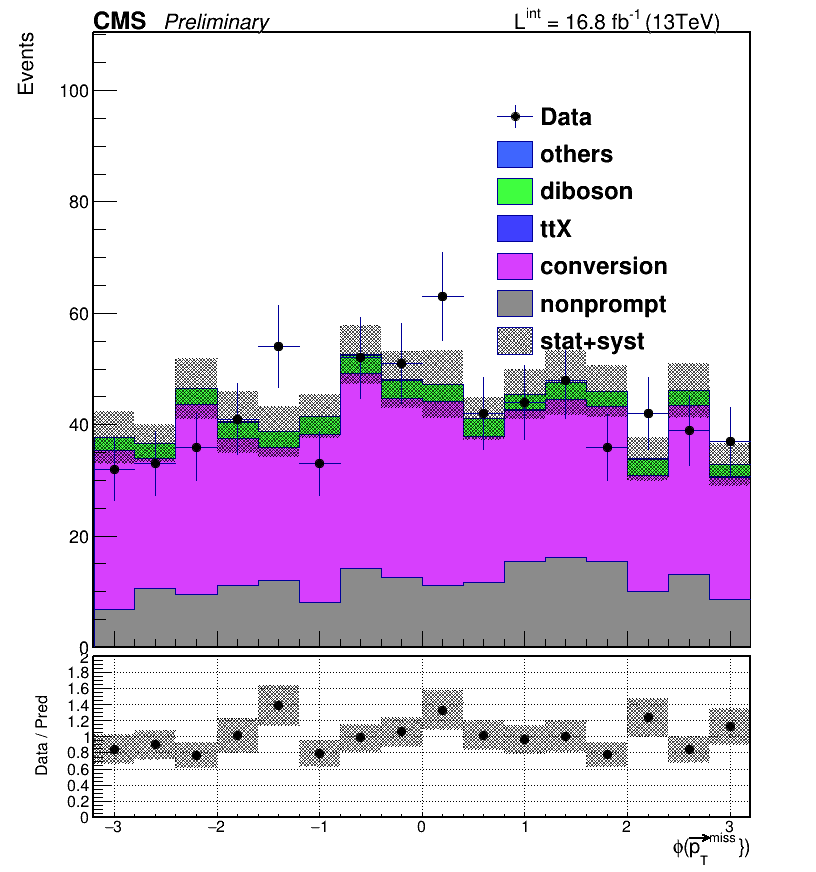 CMS Preliminary L^int = 16.8 fb^-1 (13TeV)
Events
100
80
60
40
20
0
Data
others
diboson
ttX
conversion
nonprompt
stat+syst
Data / Pred
2
1.8
1.6
1.4
1.2
1
0.8
0.6
0.4
0.2
0
−3 −2 −1 0 1 2 3
ϕ(p⃗_T^miss })